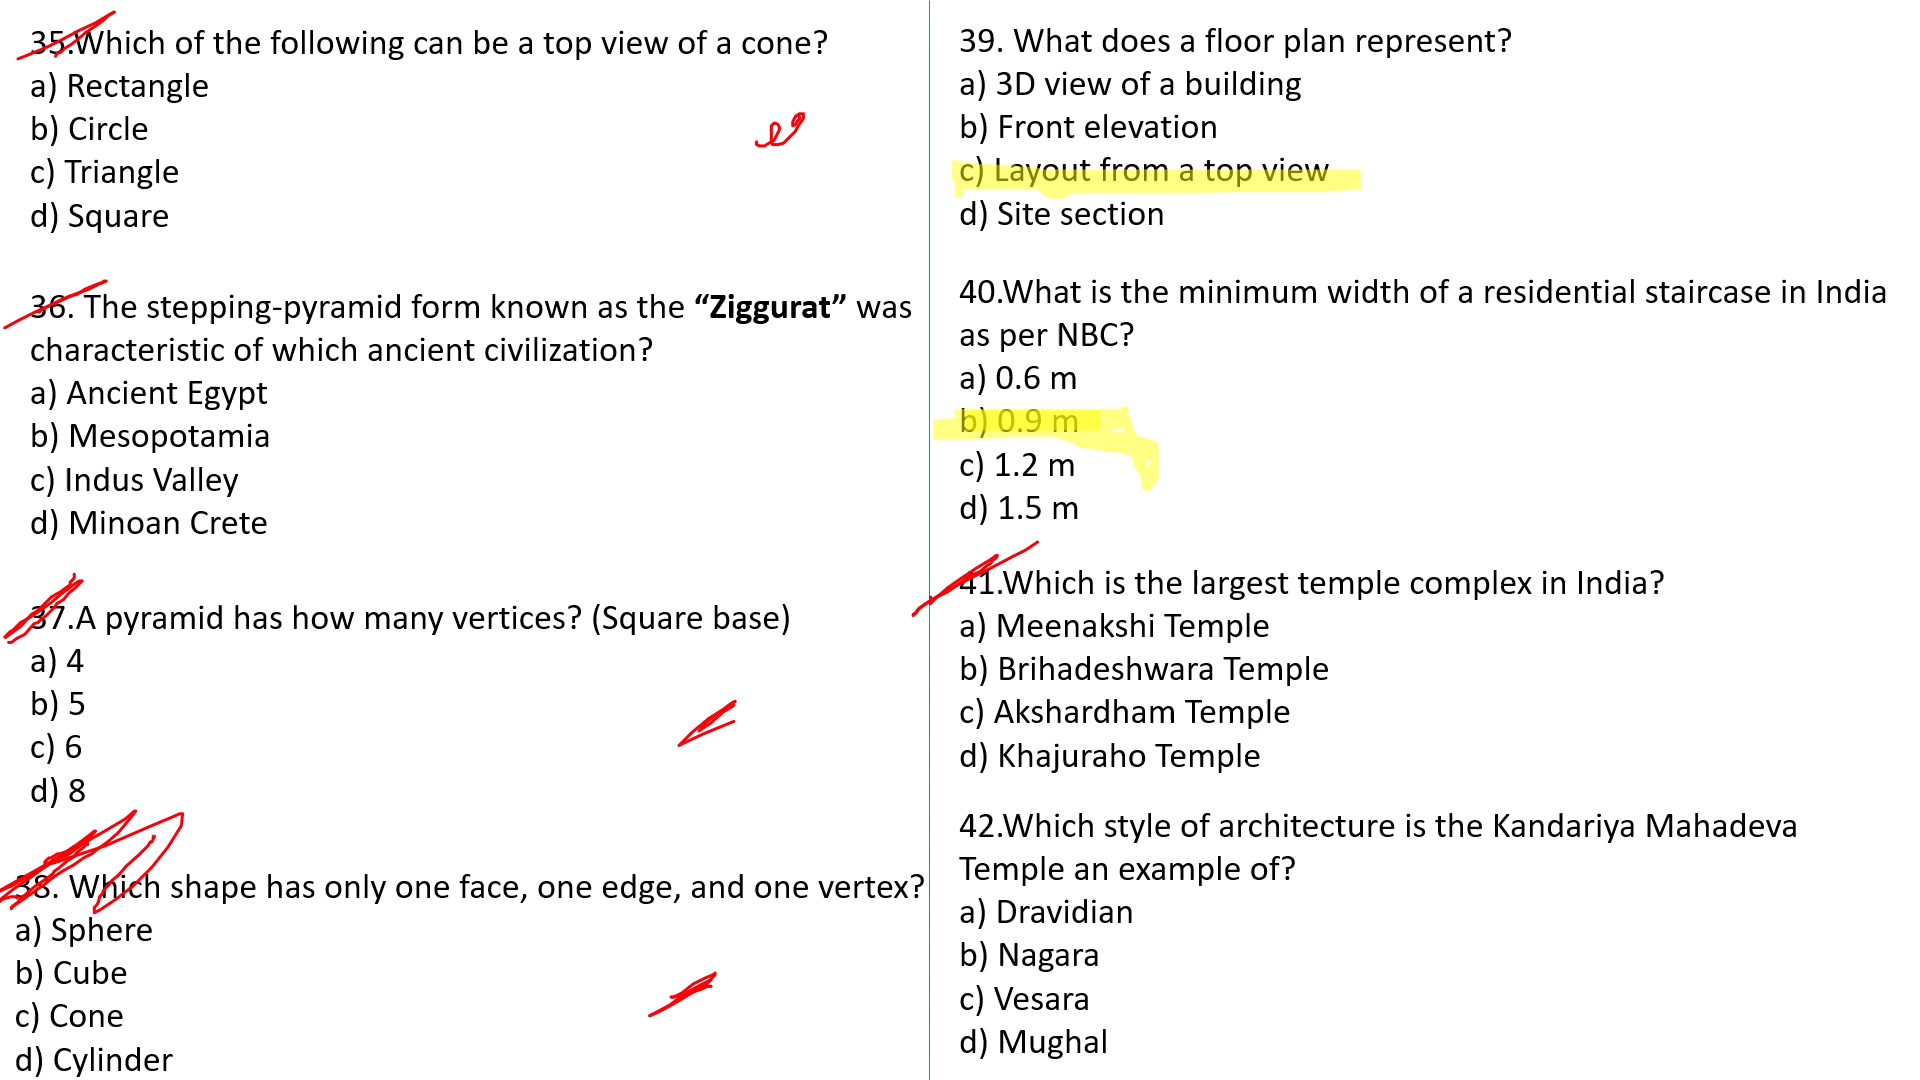 35.Which of the following can be a top view of a cone?
a) Rectangle
b) Circle
c) Triangle
d) Square
36. The stepping-pyramid form known as the “Ziggurat” was
characteristic of which ancient civilization?
a) Ancient Egypt
b) Mesopotamia
c) Indus Valley
d) Minoan Crete
37.A pyramid has how many vertices? (Square base)
a) 4
b) 5
c) 6
d) 8
38. Which shape has only one face, one edge, and one vertex?
a) Sphere
b) Cube
c) Cone
d) Cylinder
39. What does a floor plan represent?
a) 3D view of a building
b) Front elevation
c) Layout from a top view
d) Site section
40.What is the minimum width of a residential staircase in India
as per NBC?
a) 0.6 m
b) 0.9 m
c) 1.2 m
d) 1.5 m
41.Which is the largest temple complex in India?
a) Meenakshi Temple
b) Brihadeshwara Temple
c) Akshardham Temple
d) Khajuraho Temple
42.Which style of architecture is the Kandariya Mahadeva
Temple an example of?
a) Dravidian
b) Nagara
c) Vesara
d) Mughal